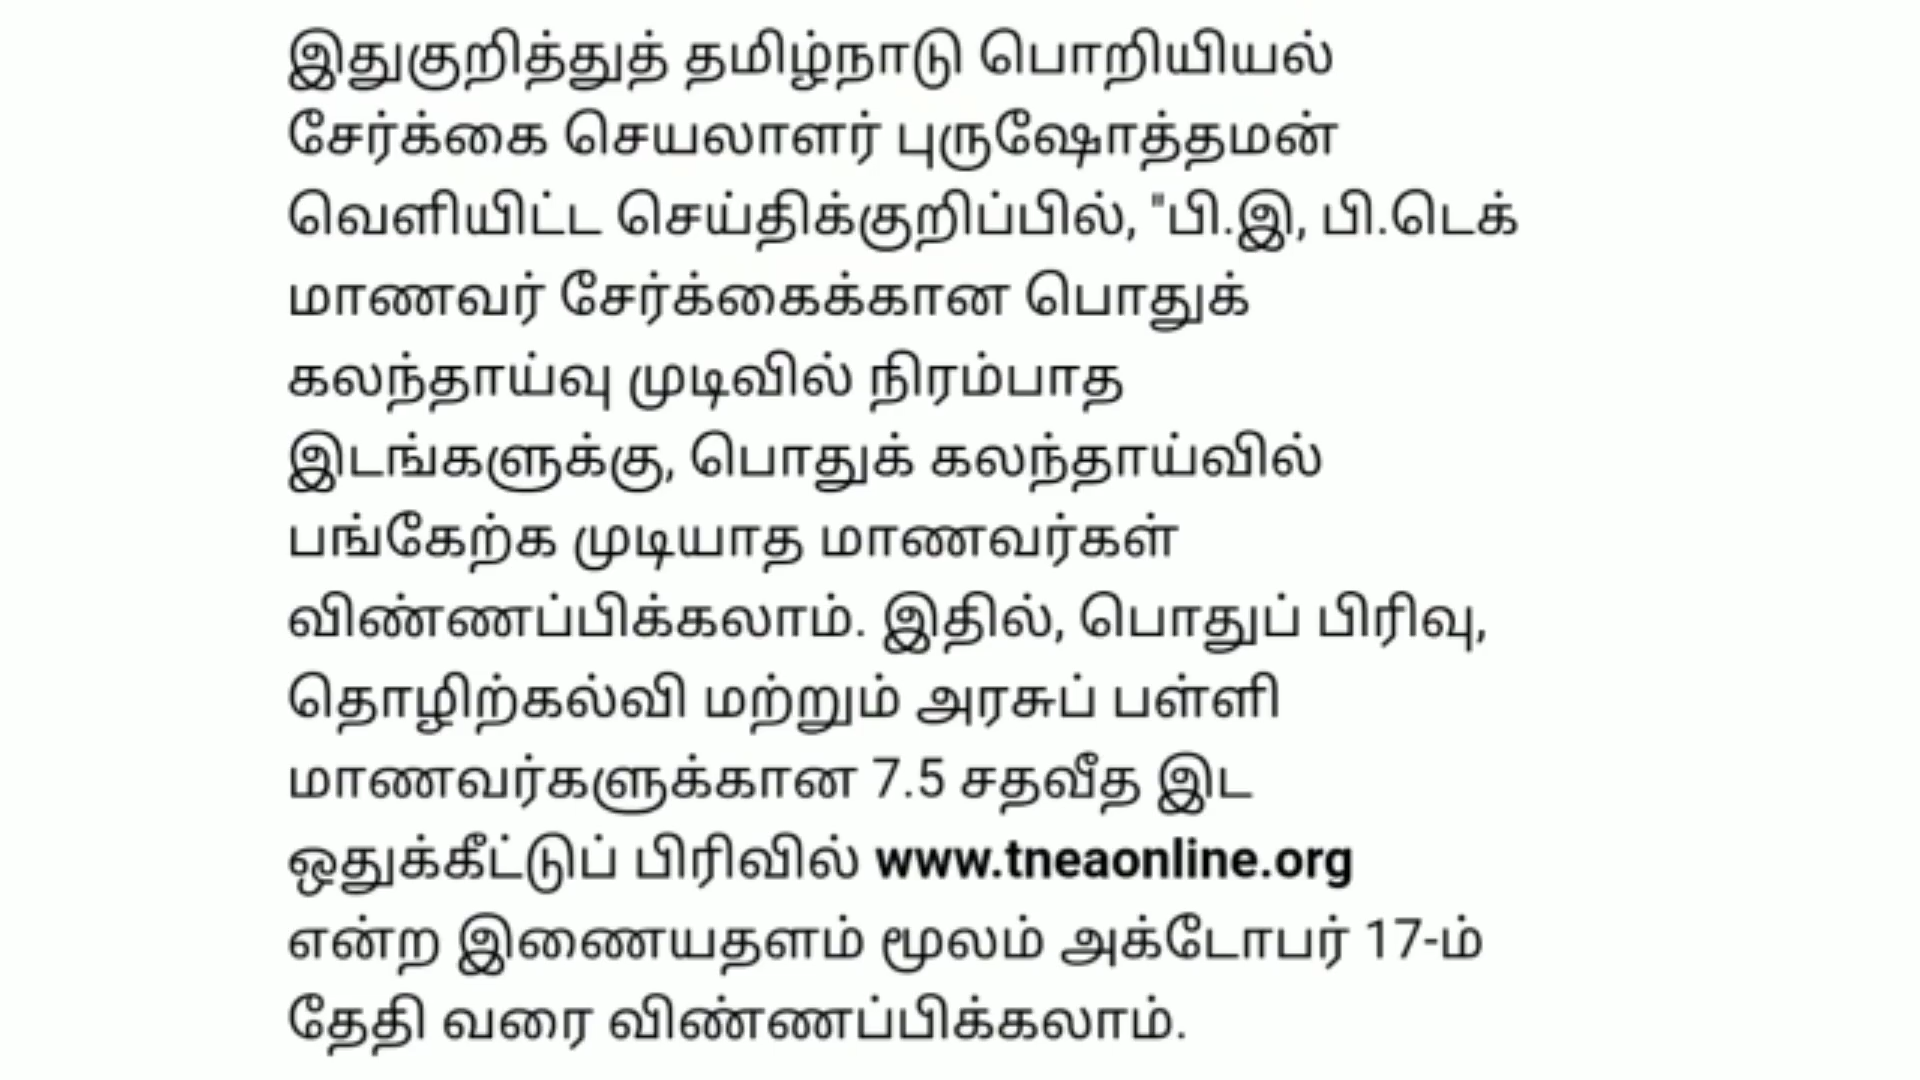 இதுகுறித்துத் தமிழ்நாடு பொறியியல்
சேர்க்கை செயலாளர் புருஷோத்தமன்
வெளியிட்ட செய்திக்குறிப்பில், "பி.இ, பி.டெக்
மாணவர் சேர்க்கைக்கான பொதுக்
கலந்தாய்வு முடிவில் நிரம்பாத
இடங்களுக்கு, பொதுக் கலந்தாய்வில்
பங்கேற்க முடியாத மாணவர்கள்
விண்ணப்பிக்கலாம். இதில், பொதுப் பிரிவு,
தொழிற்கல்வி மற்றும் அரசுப் பள்ளி
மாணவர்களுக்கான 7.5 சதவீத இட
ஒதுக்கீட்டுப் பிரிவில் www.tneaonline.org
என்ற இணையதளம் மூலம் அக்டோபர் 17-ம்
தேதி வரை விண்ணப்பிக்கலாம்.